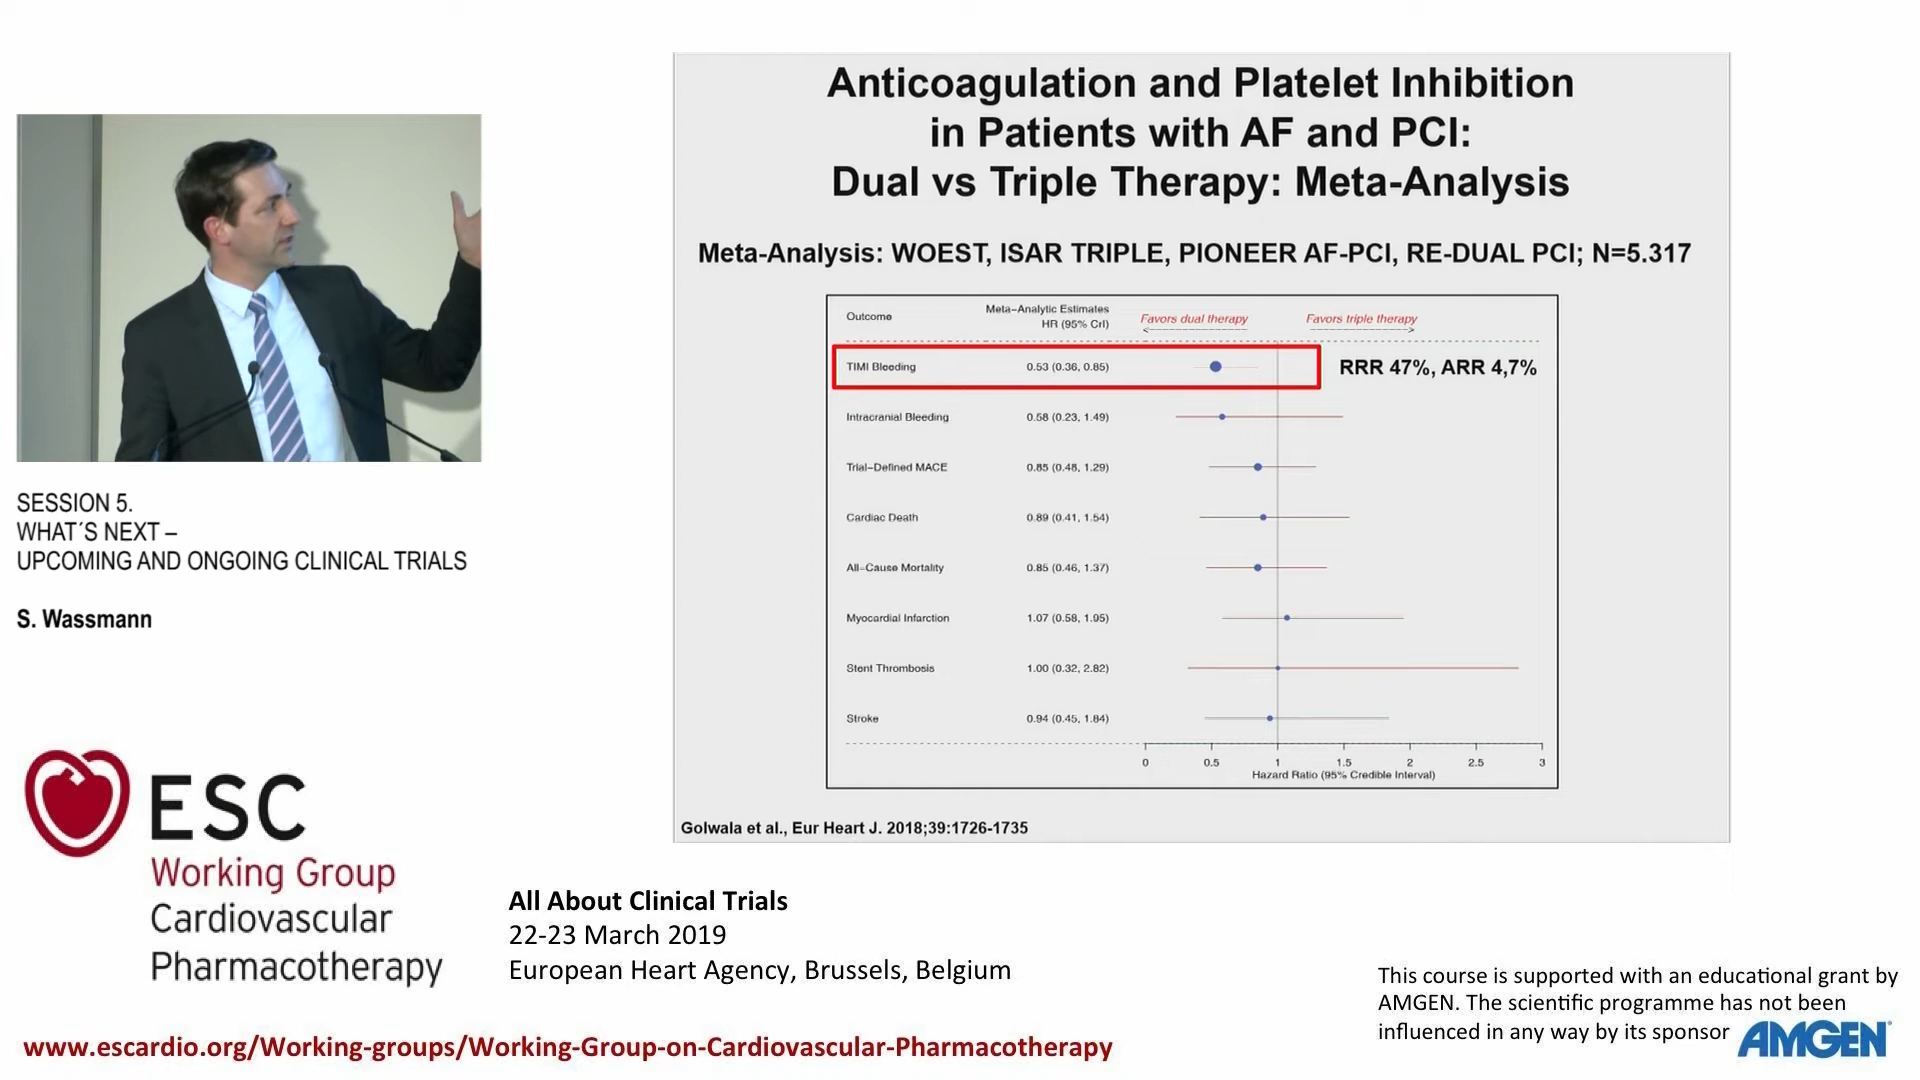 Anticoagulation and Platelet Inhibition
in Patients with AF and PCI:
Dual vs Triple Therapy: Meta-Analysis
Meta-Analysis: WOEST, ISAR TRIPLE, PIONEER AF-PCI, RE-DUAL PCI; N=5.317
Outcome
Meta-Analytic Estimates
HR (95% CrI)
Favors dual therapy
Favors triple therapy
TIMI Bleeding 0.53 (0.36, 0.85)
RRR 47%, ARR 4,7%
Intracranial Bleeding 0.58 (0.23, 1.49)
Trial-Defined MACE 0.85 (0.48, 1.29)
Cardiac Death 0.89 (0.41, 1.54)
All-Cause Mortality 0.85 (0.46, 1.37)
Myocardial Infarction 1.07 (0.58, 1.95)
Stent Thrombosis 1.00 (0.32, 2.82)
Stroke 0.94 (0.45, 1.84)
0 0.5 1 1.5 2 2.5 3
Hazard Ratio (95% Credible Interval)
Golwala et al., Eur Heart J. 2018;39:1726-1735
SESSION 5.
WHAT´S NEXT –
UPCOMING AND ONGOING CLINICAL TRIALS
S. Wassmann
ESC
Working Group
Cardiovascular
Pharmacotherapy
All About Clinical Trials
22-23 March 2019
European Heart Agency, Brussels, Belgium
This course is supported with an educational grant by
AMGEN. The scientific programme has not been
influenced in any way by its sponsor
AMGEN
www.escardio.org/Working-groups/Working-Group-on-Cardiovascular-Pharmacotherapy